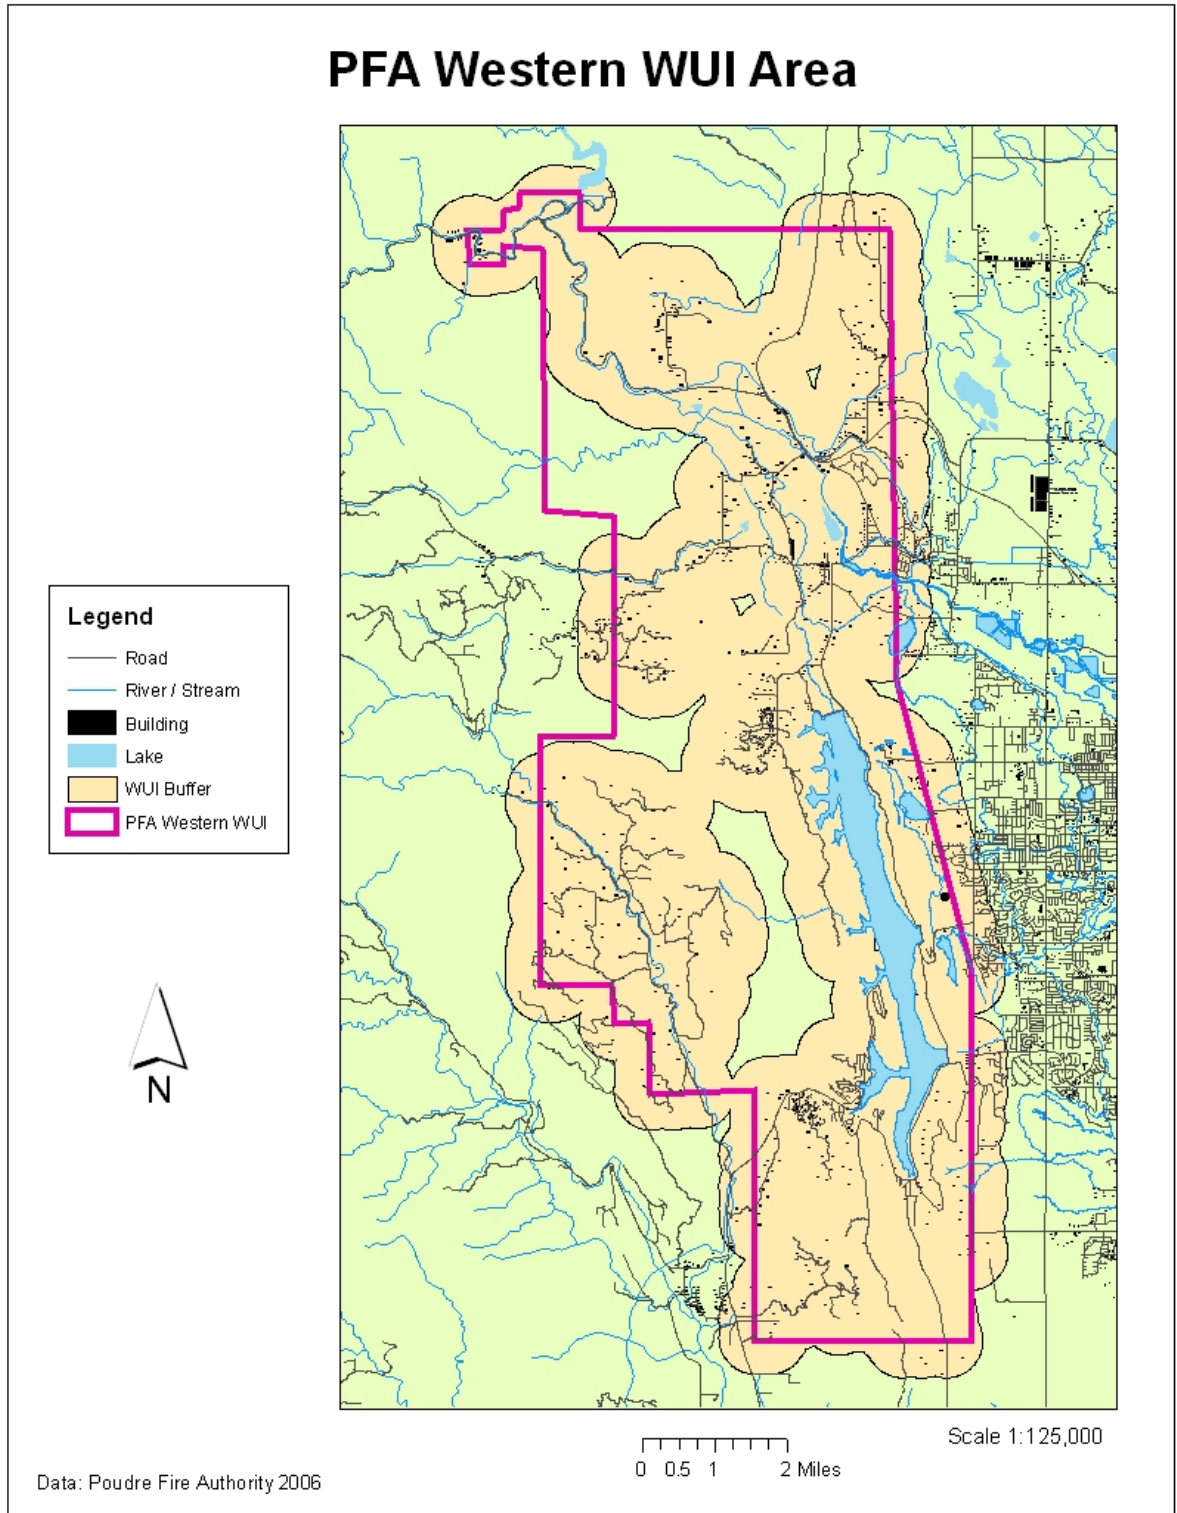 PFA Western WUI Area
Legend
Road
River / Stream
Building
Lake
WUI Buffer
PFA Western WUI
N
0 0.5 1 2 Miles
Scale 1:125,000
Data: Poudre Fire Authority 2006